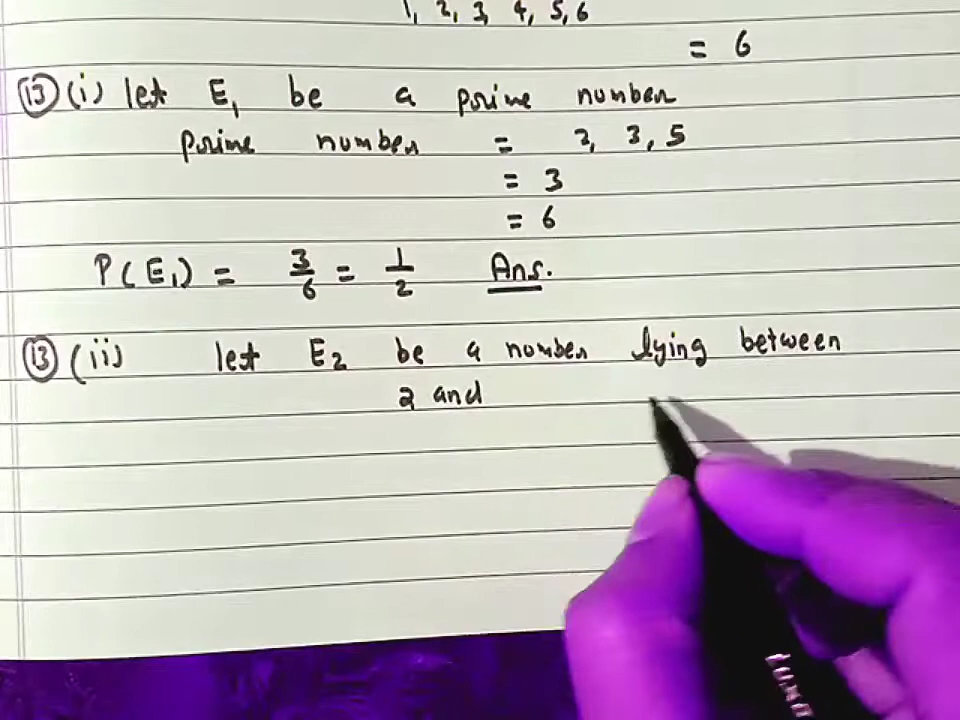 1, 2, 3, 4, 5, 6
= 6
(13) (i) let E₁ be a prime number
prime number = 2, 3, 5
= 3
= 6
P(E₁) = 3/6 = 1/2 Ans.
(13) (ii) let E2 be a number lying between
2 and